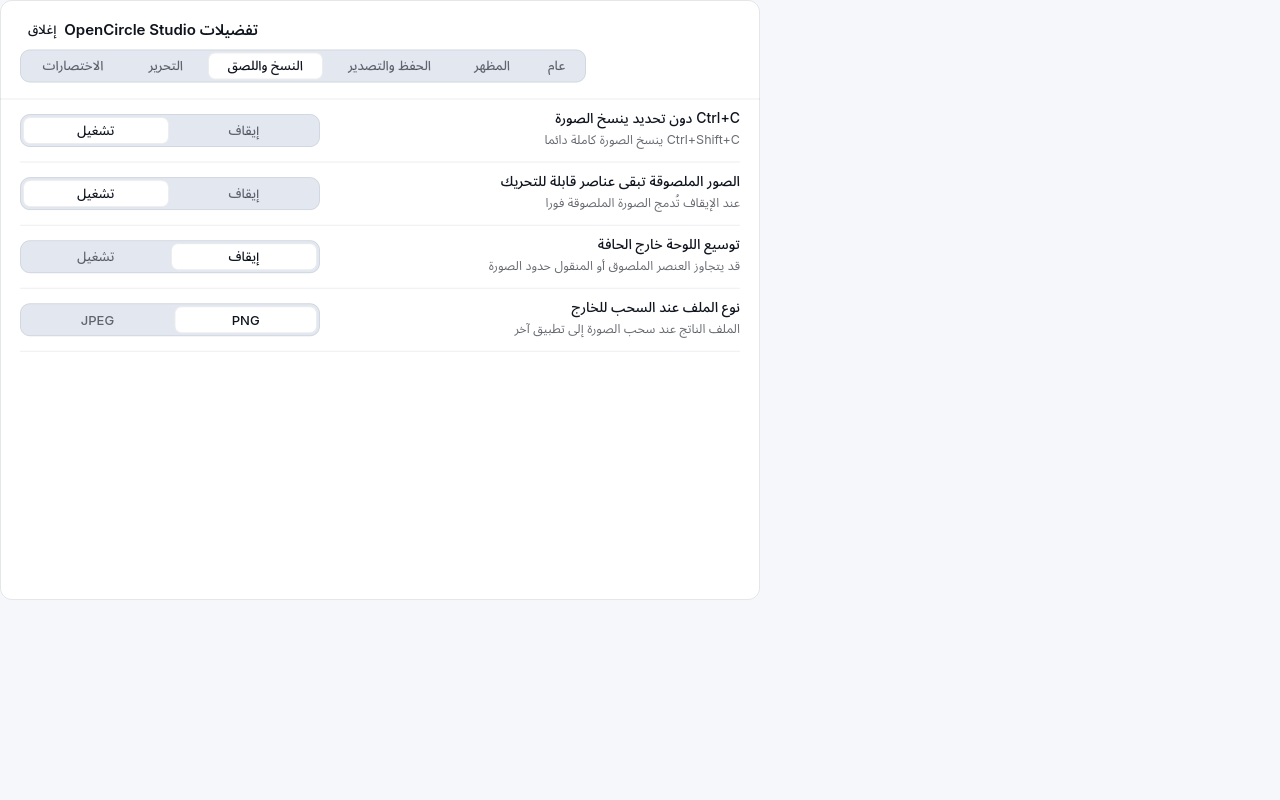 تفضيلات OpenCircle Studio إغلاق
عام المظهر الحفظ والتصدير النسخ واللصق التحرير الاختصارات
Ctrl+C دون تحديد ينسخ الصورة
Ctrl+Shift+C ينسخ الصورة كاملة دائما
إيقاف تشغيل
الصور الملصوقة تبقى عناصر قابلة للتحريك
عند الإيقاف تُدمج الصورة الملصوقة فورا
إيقاف تشغيل
توسيع اللوحة خارج الحافة
قد يتجاوز العنصر الملصوق أو المنقول حدود الصورة
إيقاف تشغيل
نوع الملف عند السحب للخارج
الملف الناتج عند سحب الصورة إلى تطبيق آخر
PNG JPEG